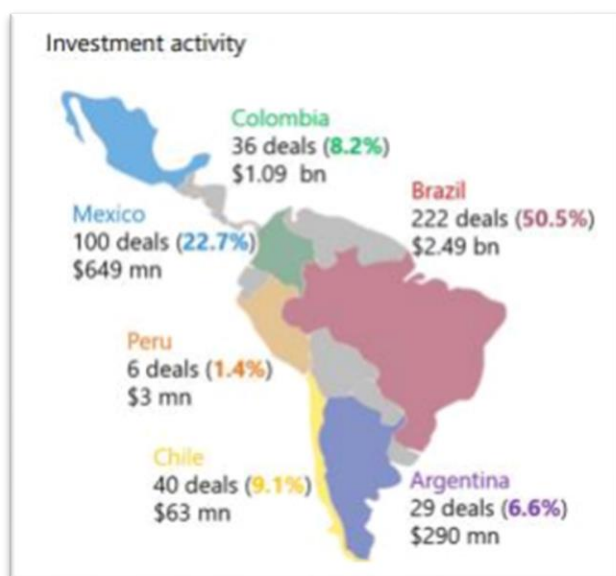 Investment activity
Colombia
36 deals (8.2%)
$1.09 bn
Brazil
222 deals (50.5%)
$2.49 bn
Mexico
100 deals (22.7%)
$649 mn
Peru
6 deals (1.4%)
$3 mn
Chile
40 deals (9.1%)
$63 mn
Argentina
29 deals (6.6%)
$290 mn